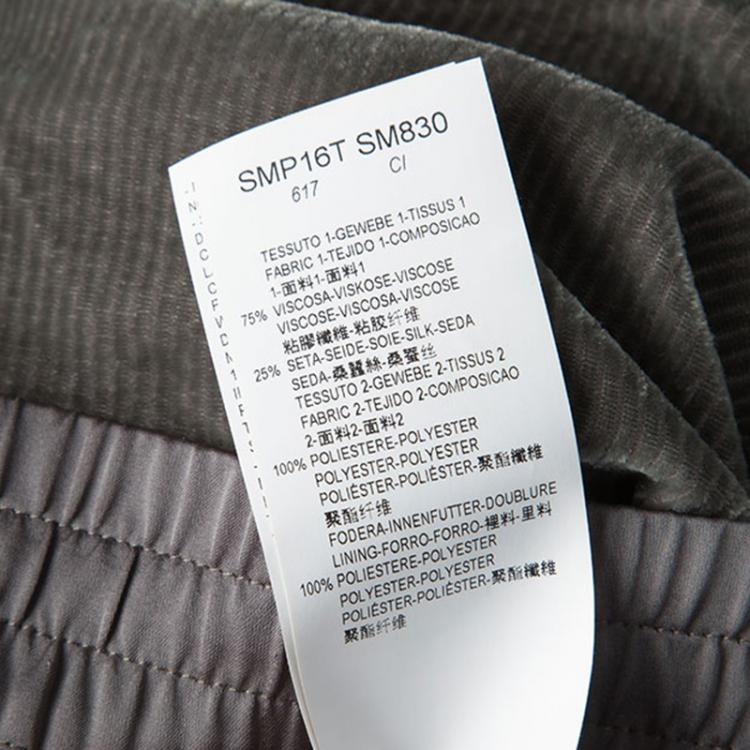 SMP16T SM830
617 CI
TESSUTO 1-GEWEBE 1-TISSUS 1
FABRIC 1-TEJIDO 1-COMPOSICAO
1-面料1-面料1
75% VISCOSA-VISKOSE-VISCOSE
VISCOSE-VISCOSA-VISCOSE
粘膠纖維-粘胶纤维
25% SETA-SEIDE-SOIE-SILK-SEDA
SEDA-桑蠶絲-桑蚕丝
TESSUTO 2-GEWEBE 2-TISSUS 2
FABRIC 2-TEJIDO 2-COMPOSICAO
2-面料2-面料2
100% POLIESTERE-POLYESTER
POLYESTER-POLYESTER
POLIÉSTER-POLIÉSTER-聚酯纖維
聚酯纤维
FODERA-INNENFUTTER-DOUBLURE
LINING-FORRO-FORRO-裡料-里料
100% POLIESTERE-POLYESTER
POLYESTER-POLYESTER
POLIÉSTER-POLIÉSTER-聚酯纖維
聚酯纤维